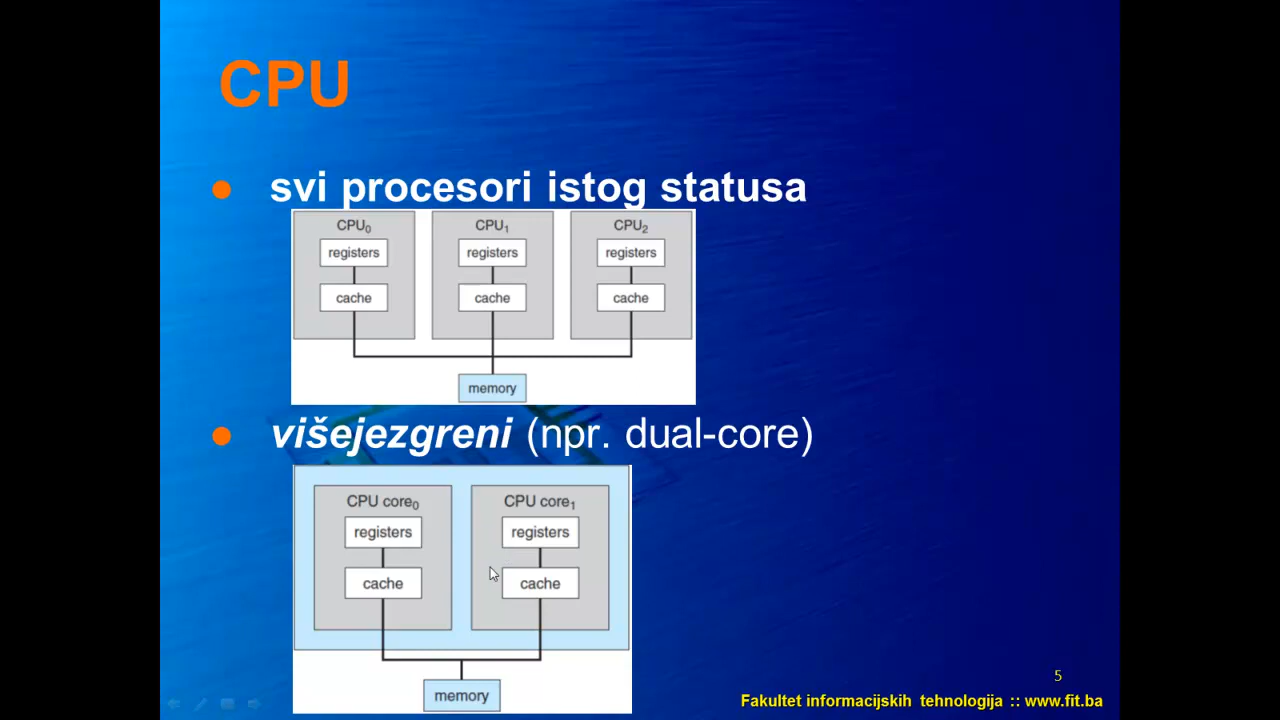 CPU
svi procesori istog statusa
CPU0 CPU1 CPU2
registers registers registers
cache cache cache
memory
višejezgreni (npr. dual-core)
CPU core0 CPU core1
registers registers
cache cache
memory
5
Fakultet informacijskih tehnologija :: www.fit.ba